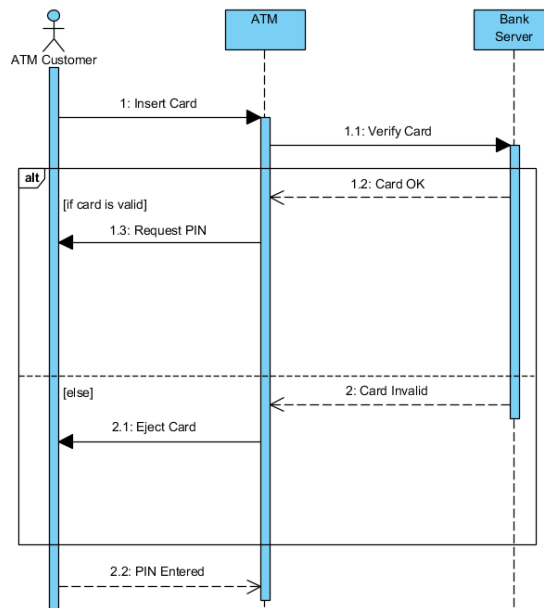 ATM Customer
ATM
Bank
Server
1: Insert Card
1.1: Verify Card
alt
1.2: Card OK
[if card is valid]
1.3: Request PIN
[else]
2: Card Invalid
2.1: Eject Card
2.2: PIN Entered